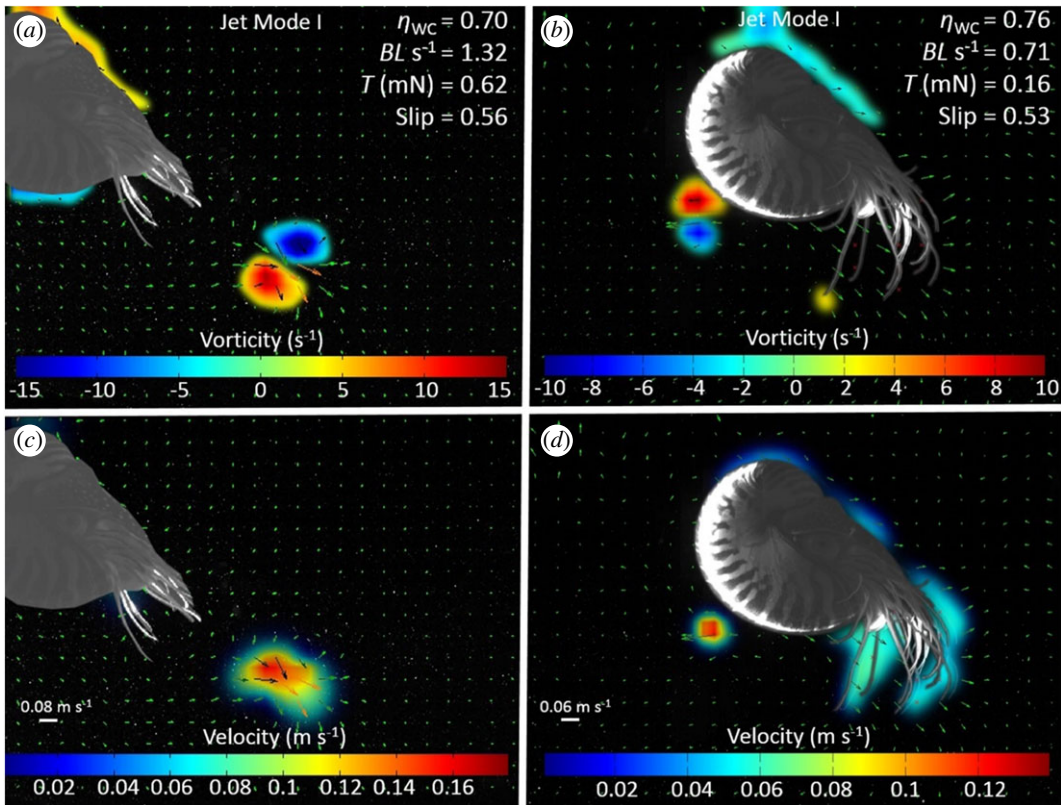 (a)
Jet Mode I
ηWC = 0.70
BL s-1 = 1.32
T (mN) = 0.62
Slip = 0.56
Vorticity (s-1)
-15 -10 -5 0 5 10 15
(b)
Jet Mode I
ηWC = 0.76
BL s-1 = 0.71
T (mN) = 0.16
Slip = 0.53
Vorticity (s-1)
-10 -8 -6 -4 -2 0 2 4 6 8 10
(c)
0.08 m s-1
Velocity (m s-1)
0.02 0.04 0.06 0.08 0.1 0.12 0.14 0.16
(d)
0.06 m s-1
Velocity (m s-1)
0.02 0.04 0.06 0.08 0.1 0.12